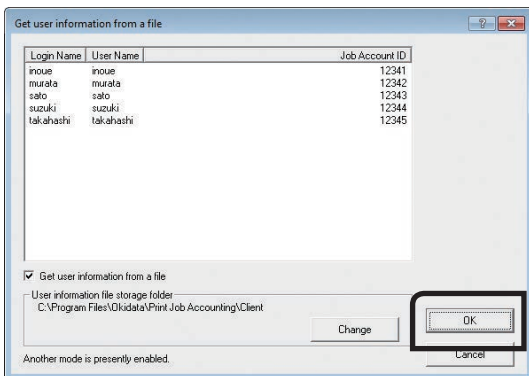 Get user information from a file
Login Name User Name Job Account ID
inoue inoue 12341
murata murata 12342
sato sato 12343
suzuki suzuki 12344
takahashi takahashi 12345
Get user information from a file
User information file storage folder
C:\Program Files\Okidata\Print Job Accounting\Client
Change
OK
Another mode is presently enabled.
Cancel